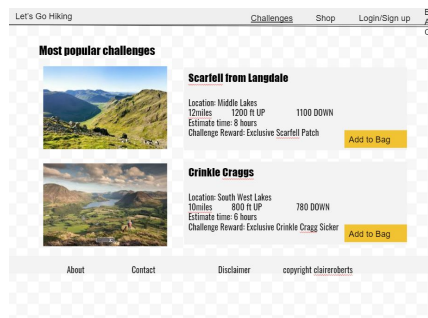 Let's Go Hiking Challenges Shop Login/Sign up
Most popular challenges
Scarfell from Langdale
Location: Middle Lakes
12miles 1200 ft UP 1100 DOWN
Estimate time: 8 hours
Challenge Reward: Exclusive Scarfell Patch
Add to Bag
Crinkle Craggs
Location: South West Lakes
10miles 800 ft UP 780 DOWN
Estimate time: 6 hours
Challenge Reward: Exclusive Crinkle Cragg Sicker
Add to Bag
About Contact Disclaimer copyright claireroberts